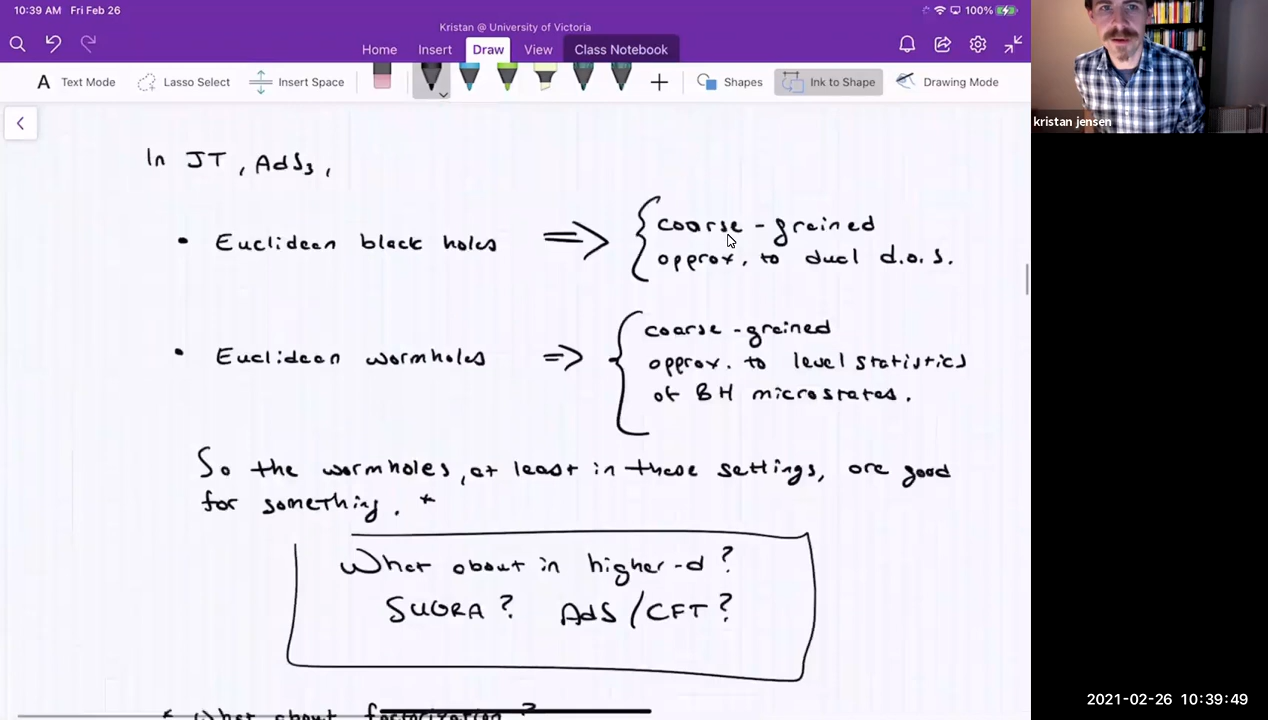 10:39 AM Fri Feb 26
100%
Kristan @ University of Victoria
Home Insert Draw View Class Notebook
A Text Mode Lasso Select Insert Space Shapes Ink to Shape Drawing Mode
kristan jensen
In JT, AdS3,
• Euclidean black holes => coarse-grained
approx. to dual d.o.s.
• Euclidean wormholes => coarse-grained
approx. to level statistics
of BH microstates.
So the wormholes, at least in these settings, are good
for something. *
What about in higher-d?
SUGRA? AdS/CFT?
* What about factorization?
2021-02-26 10:39:49